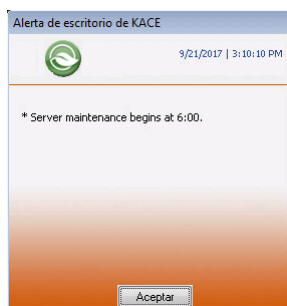 Alerta de escritorio de KACE
9/21/2017 | 3:10:10 PM
* Server maintenance begins at 6:00.
Aceptar